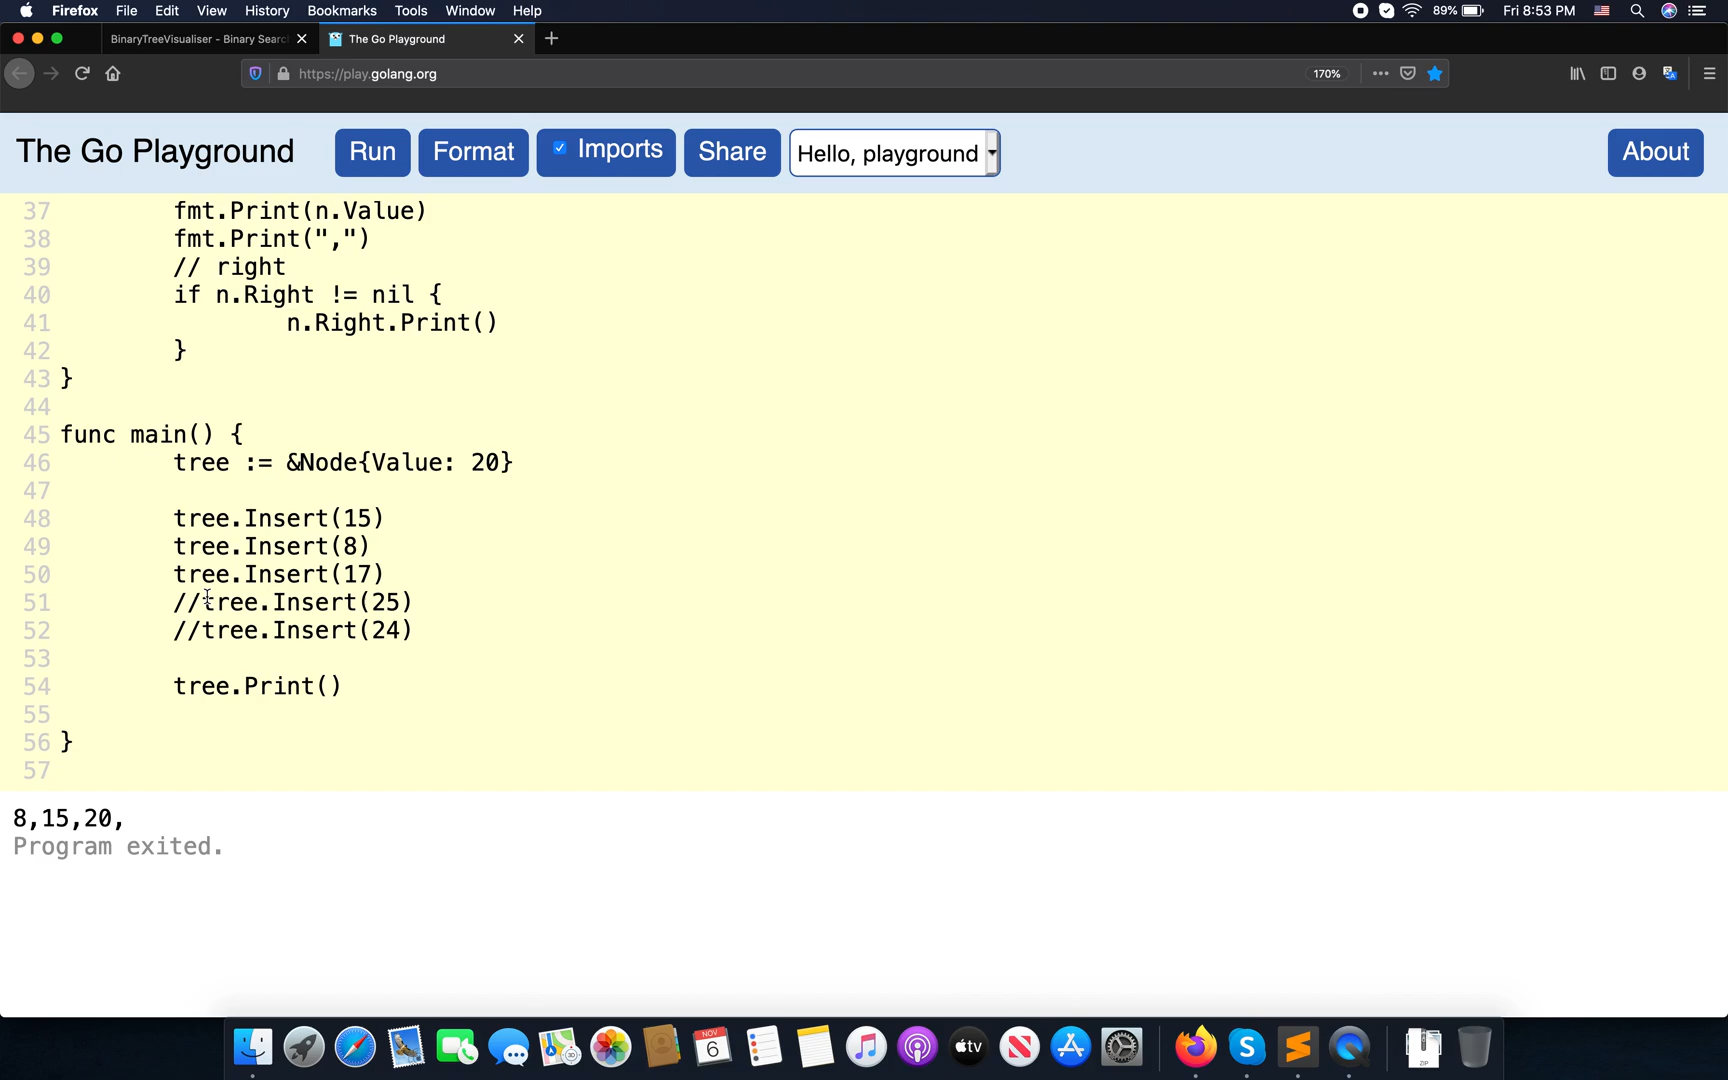 Firefox File Edit View History Bookmarks Tools Window Help 89% Fri 8:53 PM
BinaryTreeVisualiser - Binary Searc The Go Playground
https://play.golang.org 170%
The Go Playground Run Format Imports Share Hello, playground About
37 fmt.Print(n.Value)
38 fmt.Print(",")
39 // right
40 if n.Right != nil {
41 n.Right.Print()
42 }
43 }
44
45 func main() {
46 tree := &Node{Value: 20}
47
48 tree.Insert(15)
49 tree.Insert(8)
50 tree.Insert(17)
51 //tree.Insert(25)
52 //tree.Insert(24)
53
54 tree.Print()
55
56 }
57
8,15,20,
Program exited.
NOV
6
tv
ZIP